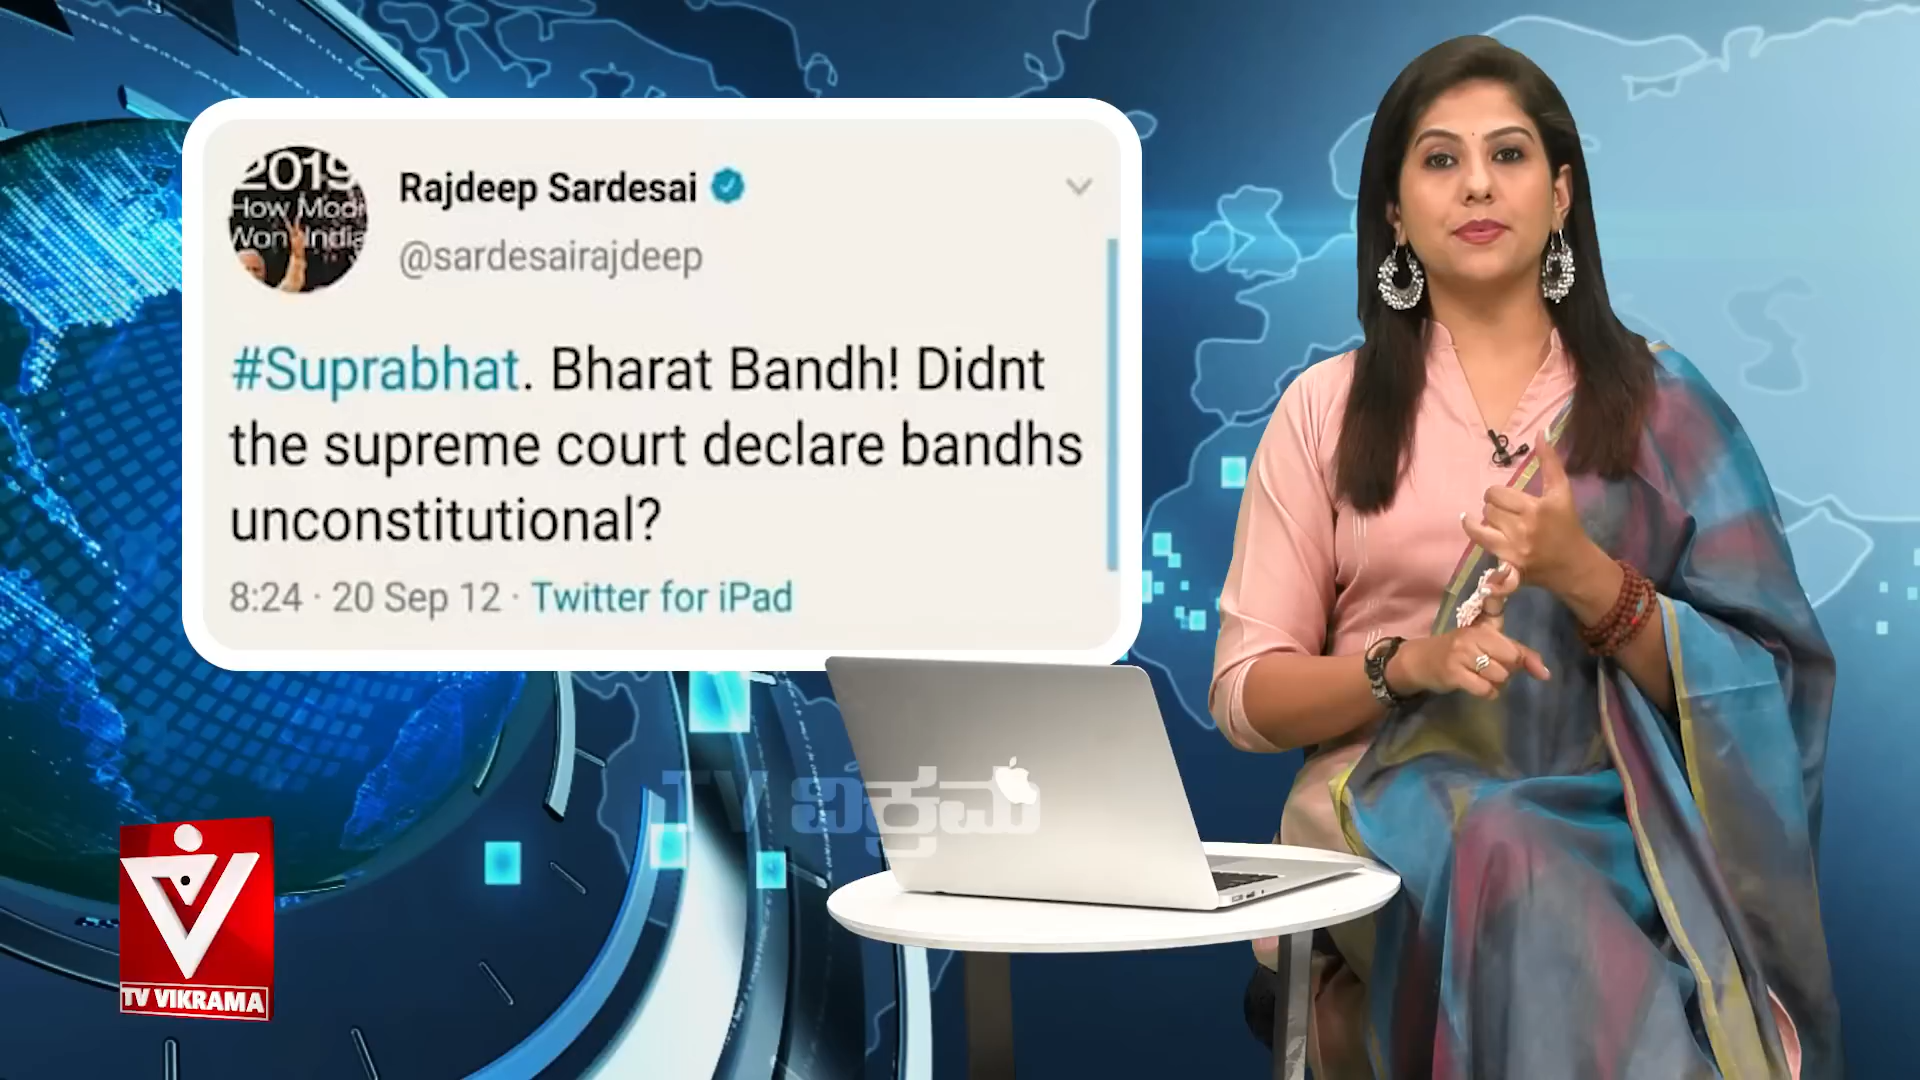 2019
How Modi
Won India
Rajdeep Sardesai
@sardesairajdeep
#Suprabhat. Bharat Bandh! Didnt
the supreme court declare bandhs
unconstitutional?
8:24 · 20 Sep 12 · Twitter for iPad
TV ವಿಕ್ರಮ
TV VIKRAMA